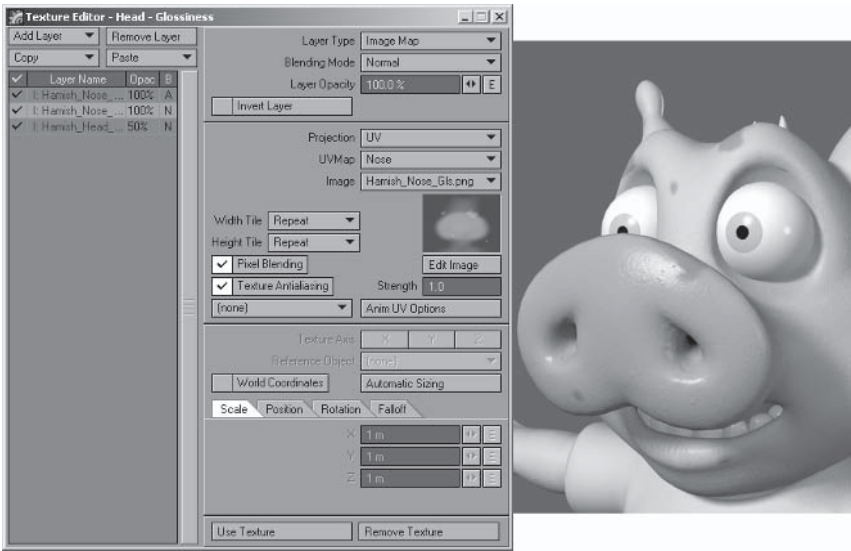 Texture Editor - Head - Glossiness
Add Layer Remove Layer
Copy Paste
Layer Name Opac B
I: Hamish_Nose_... 100% A
I: Hamish_Nose_... 100% N
I: Hamish_Head_... 50% N
Layer Type Image Map
Blending Mode Normal
Layer Opacity 100.0 % E
Invert Layer
Projection UV
UVMap Nose
Image Hamish_Nose_Gls.png
Width Tile Repeat
Height Tile Repeat
Pixel Blending Edit Image
Texture Antialiasing Strength 1.0
(none) Anim UV Options
Texture Axis X Y Z
Reference Object (none)
World Coordinates Automatic Sizing
Scale Position Rotation Falloff
X 1 m E
Y 1 m E
Z 1 m E
Use Texture Remove Texture